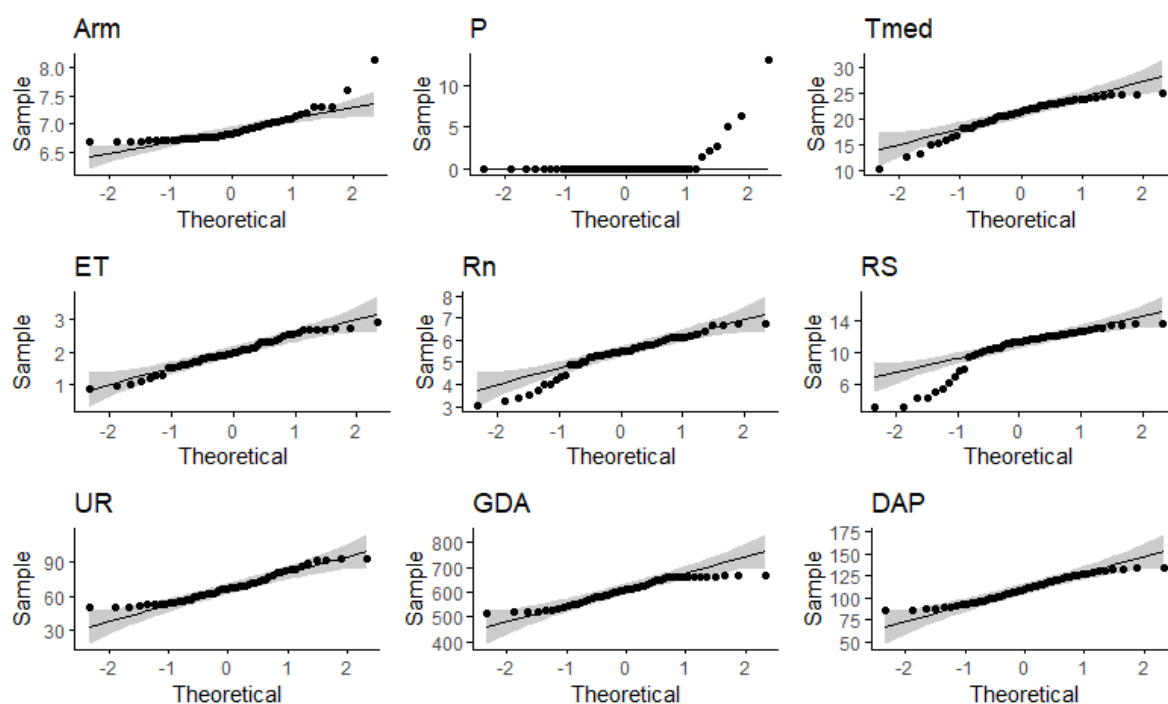 Arm
Sample
8.0
7.5
7.0
6.5
-2 -1 0 1 2
Theoretical
P
Sample
10
5
0
-2 -1 0 1 2
Theoretical
Tmed
Sample
30
25
20
15
10
-2 -1 0 1 2
Theoretical
ET
Sample
3
2
1
-2 -1 0 1 2
Theoretical
Rn
Sample
8
7
6
5
4
3
-2 -1 0 1 2
Theoretical
RS
Sample
14
10
6
-2 -1 0 1 2
Theoretical
UR
Sample
90
60
30
-2 -1 0 1 2
Theoretical
GDA
Sample
800
700
600
500
400
-2 -1 0 1 2
Theoretical
DAP
Sample
175
150
125
100
75
50
-2 -1 0 1 2
Theoretical